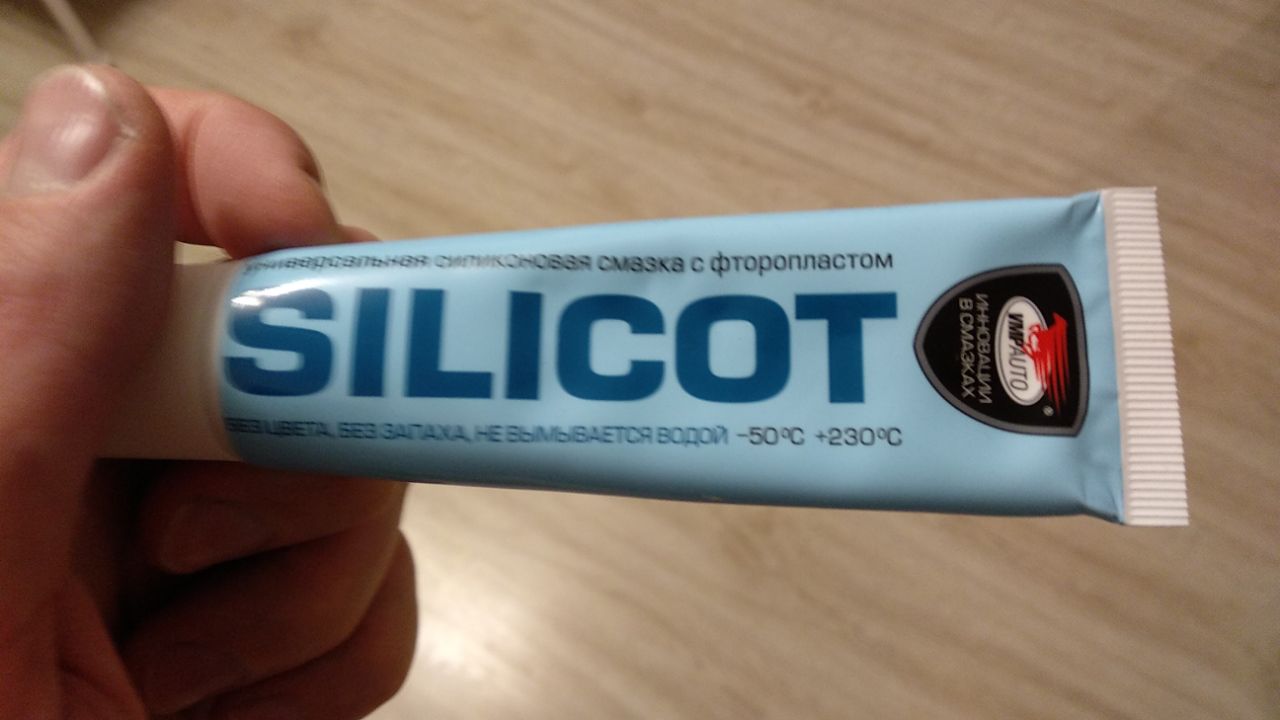 Универсальная силиконовая смазка с фторопластом
SILICOT
БЕЗ ЦВЕТА, БЕЗ ЗАПАХА, НЕ ВЫМЫВАЕТСЯ ВОДОЙ -50°C +230°C
ВМПАВТО
®
ИННОВАЦИИ
В СМАЗКАХ